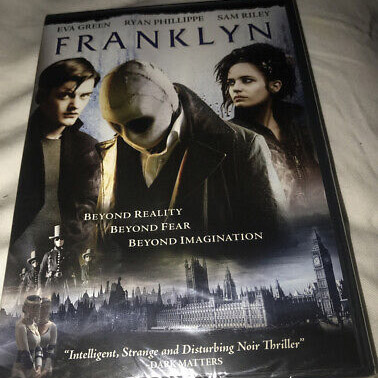 EVA GREEN RYAN PHILLIPPE SAM RILEY
FRANKLYN
BEYOND REALITY
BEYOND FEAR
BEYOND IMAGINATION
"Intelligent, Strange and Disturbing Noir Thriller"
-DARK MATTERS